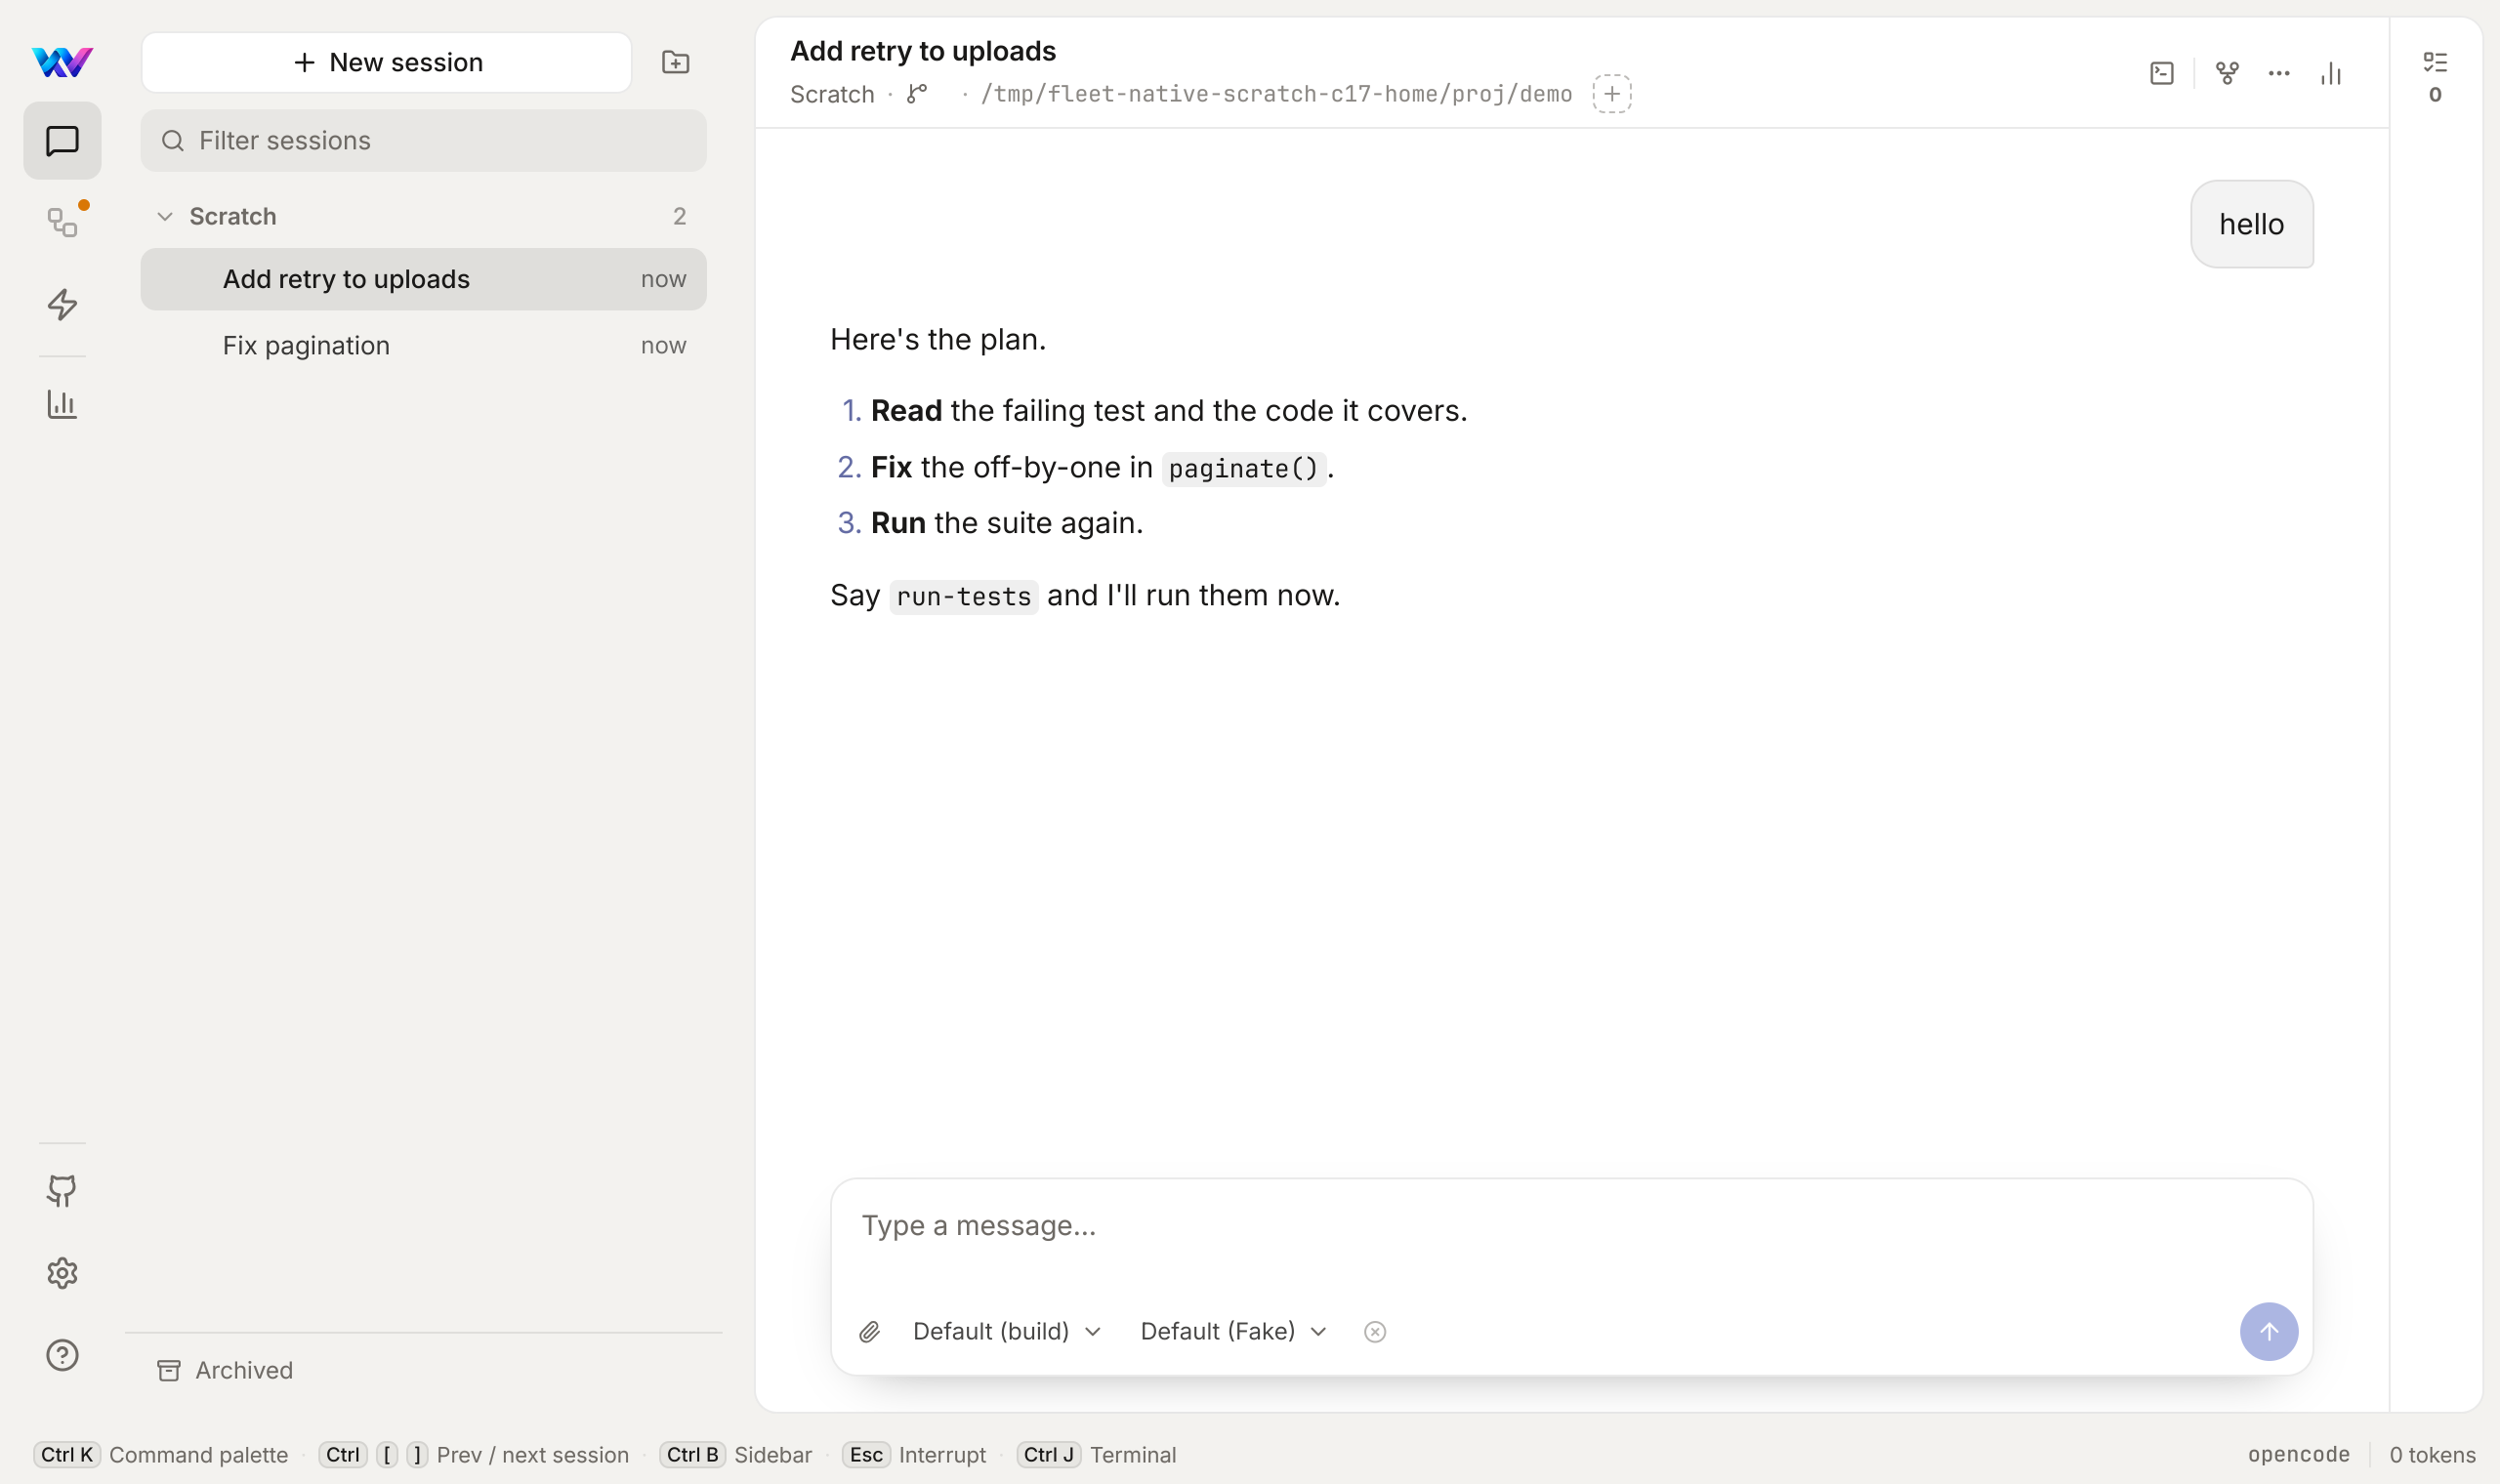 New session
Filter sessions
Scratch 2
Add retry to uploads now
Fix pagination now
Archived
Add retry to uploads
Scratch · · /tmp/fleet-native-scratch-c17-home/proj/demo
0
hello
Here's the plan.
1. Read the failing test and the code it covers.
2. Fix the off-by-one in paginate().
3. Run the suite again.
Say run-tests and I'll run them now.
Type a message...
Default (build) Default (Fake)
Ctrl K Command palette · Ctrl [ ] Prev / next session · Ctrl B Sidebar · Esc Interrupt · Ctrl J Terminal opencode 0 tokens